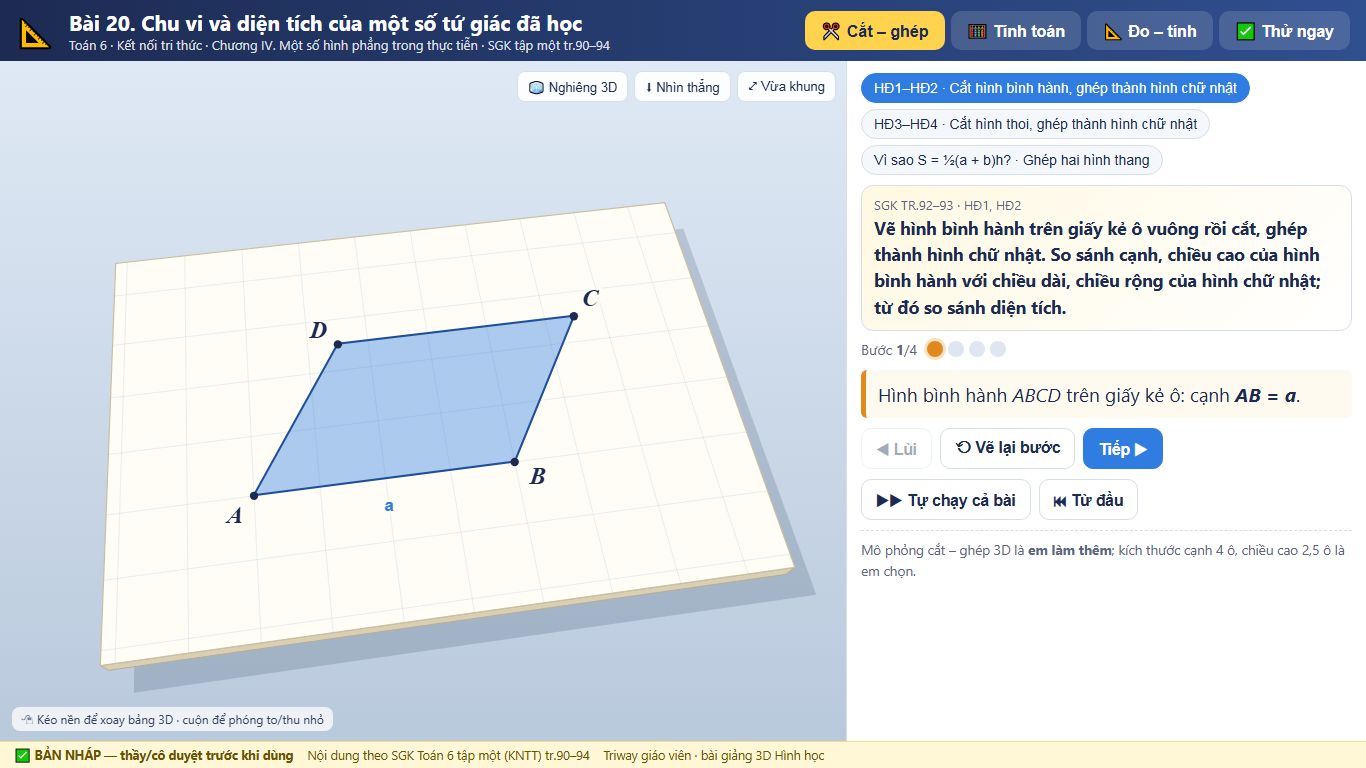 Bài 20. Chu vi và diện tích của một số tứ giác đã học
Toán 6 · Kết nối tri thức · Chương IV. Một số hình phẳng trong thực tiễn · SGK tập một tr.90–94
Cắt – ghép
Tính toán
Đo – tính
Thử ngay
Nghiêng 3D
⬇ Nhìn thẳng
⤢ Vừa khung
D
C
A
B
a
Kéo nền để xoay bảng 3D · cuộn để phóng to/thu nhỏ
HĐ1–HĐ2 · Cắt hình bình hành, ghép thành hình chữ nhật
HĐ3–HĐ4 · Cắt hình thoi, ghép thành hình chữ nhật
Vì sao S = ½(a + b)h? · Ghép hai hình thang
SGK TR.92–93 · HĐ1, HĐ2
Vẽ hình bình hành trên giấy kẻ ô vuông rồi cắt, ghép
thành hình chữ nhật. So sánh cạnh, chiều cao của hình
bình hành với chiều dài, chiều rộng của hình chữ nhật;
từ đó so sánh diện tích.
Bước 1/4
Hình bình hành ABCD trên giấy kẻ ô: cạnh AB = a.
◀ Lùi
⟲ Vẽ lại bước
Tiếp ▶
▶▶ Tự chạy cả bài
⏮ Từ đầu
Mô phỏng cắt – ghép 3D là em làm thêm; kích thước cạnh 4 ô, chiều cao 2,5 ô là
em chọn.
✅ BẢN NHÁP — thầy/cô duyệt trước khi dùng
Nội dung theo SGK Toán 6 tập một (KNTT) tr.90–94
Triway giáo viên · bài giảng 3D Hình học